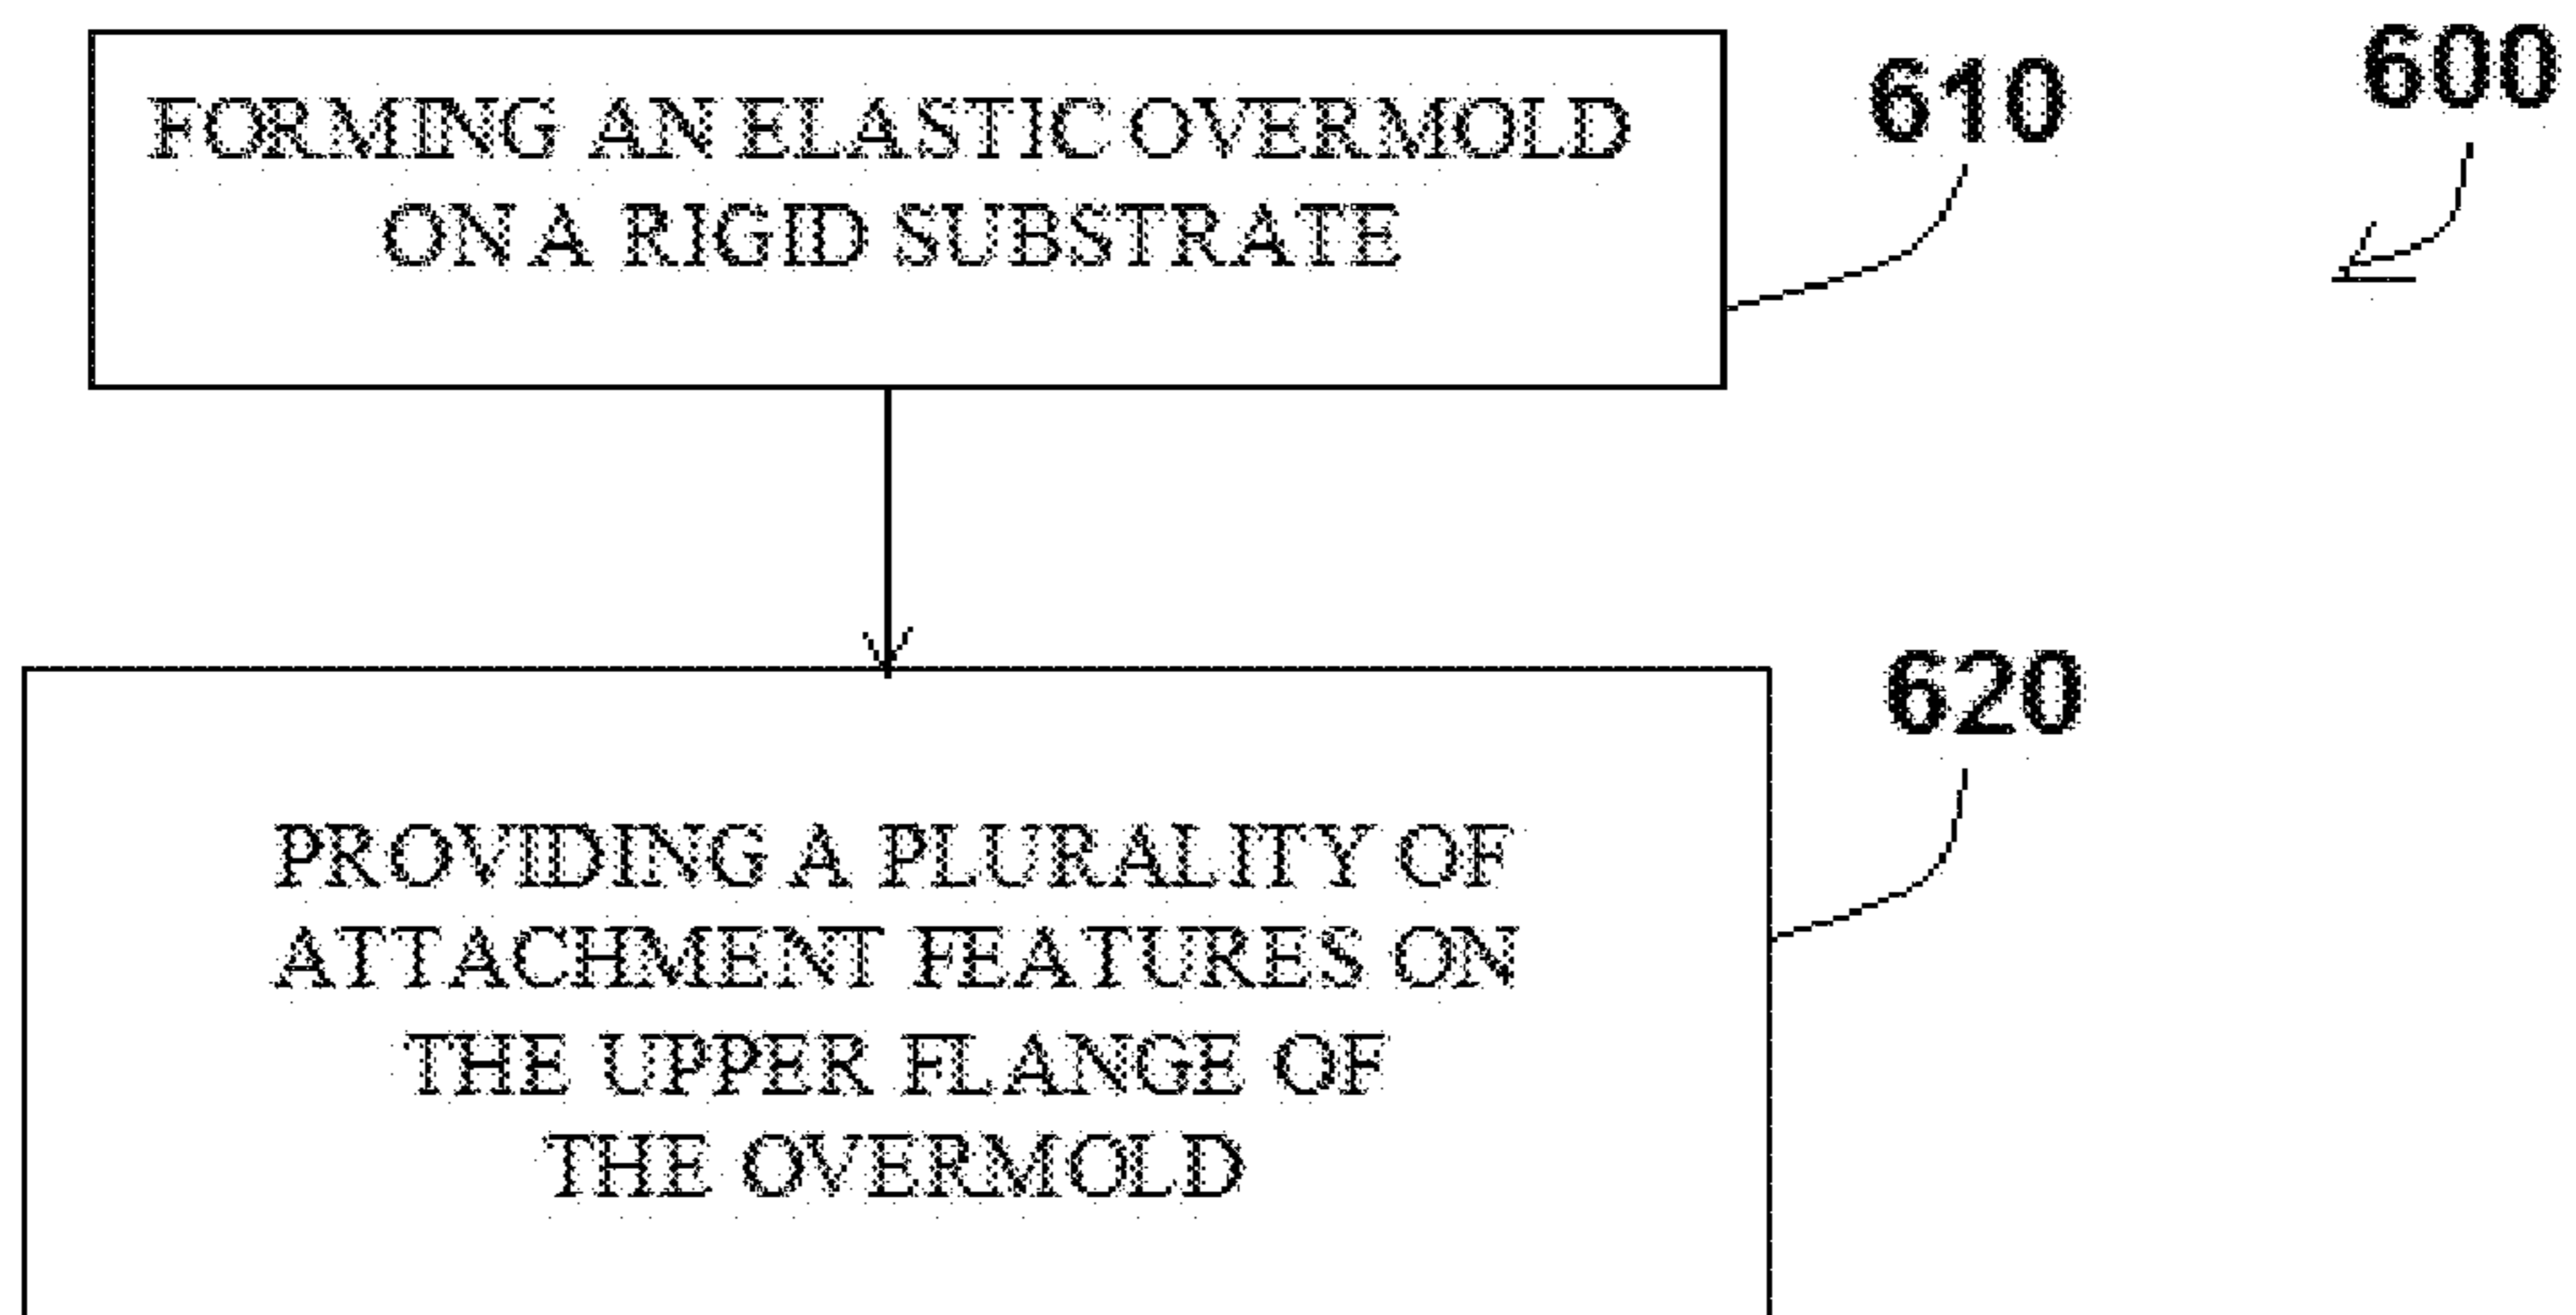 FORMING AN ELASTIC OVERMOLD
ON A RIGID SUBSTRATE
610
600
620
PROVIDING A PLURALITY OF
ATTACHMENT FEATURES ON
THE UPPER FLANGE OF
THE OVERMOLD